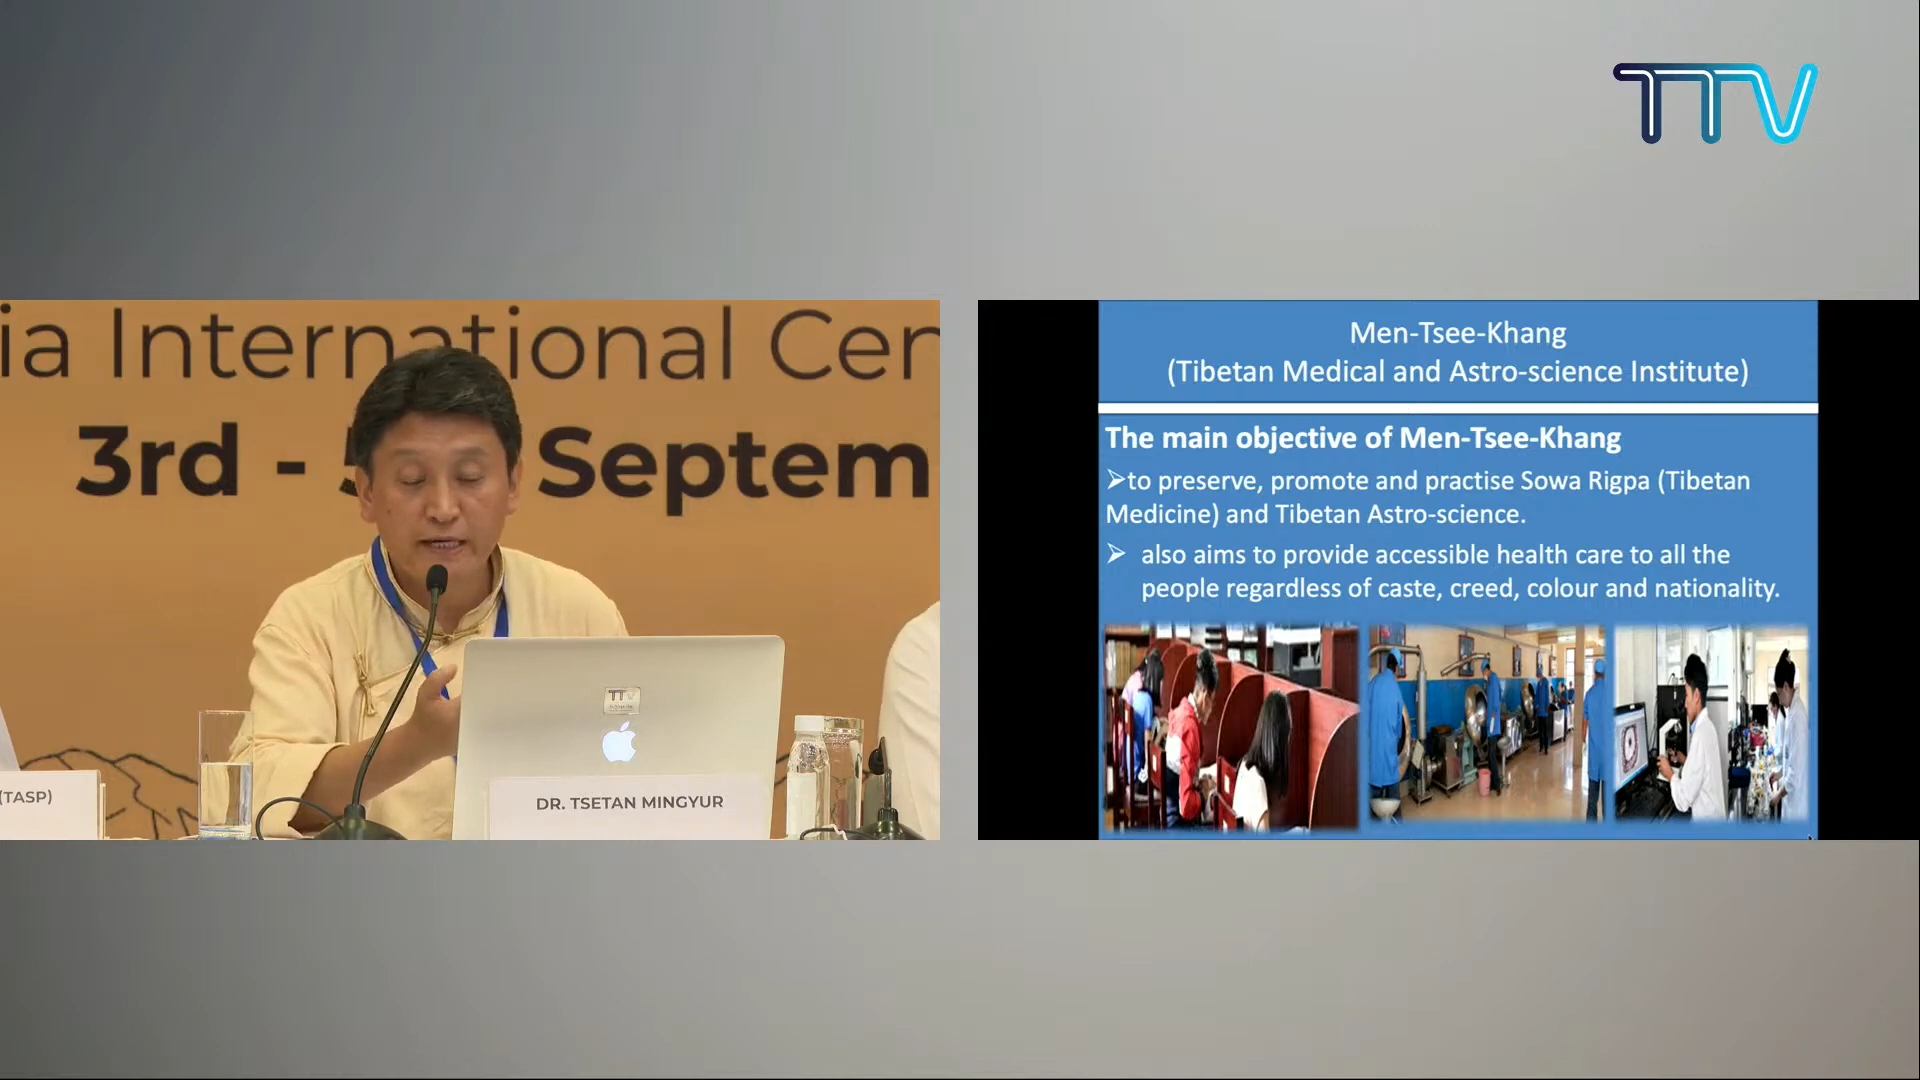 TTV
ia International Cen
3rd - 5 Septem
(TASP)
TTV
DR. TSETAN MINGYUR
Men-Tsee-Khang
(Tibetan Medical and Astro-science Institute)
The main objective of Men-Tsee-Khang
➢to preserve, promote and practise Sowa Rigpa (Tibetan
Medicine) and Tibetan Astro-science.
➢ also aims to provide accessible health care to all the
people regardless of caste, creed, colour and nationality.